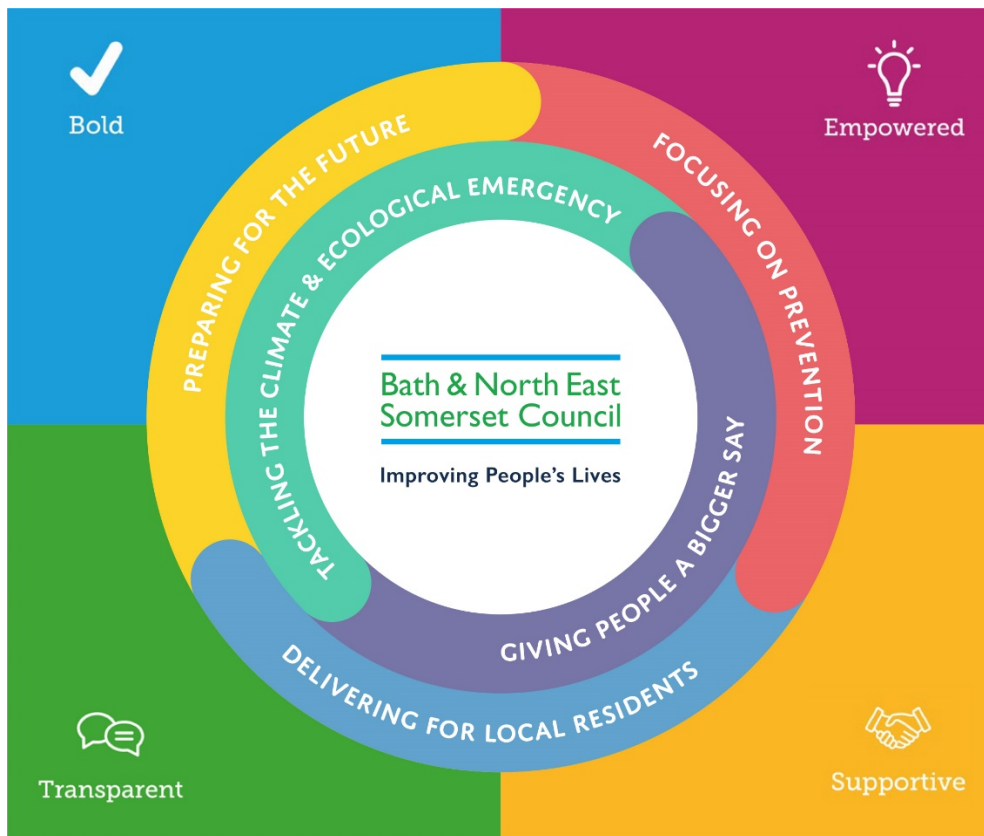 Bold
Empowered
PREPARING FOR THE FUTURE
FOCUSING ON PREVENTION
TACKLING THE CLIMATE & ECOLOGICAL EMERGENCY
Bath & North East
Somerset Council
Improving People's Lives
GIVING PEOPLE A BIGGER SAY
DELIVERING FOR LOCAL RESIDENTS
Transparent
Supportive